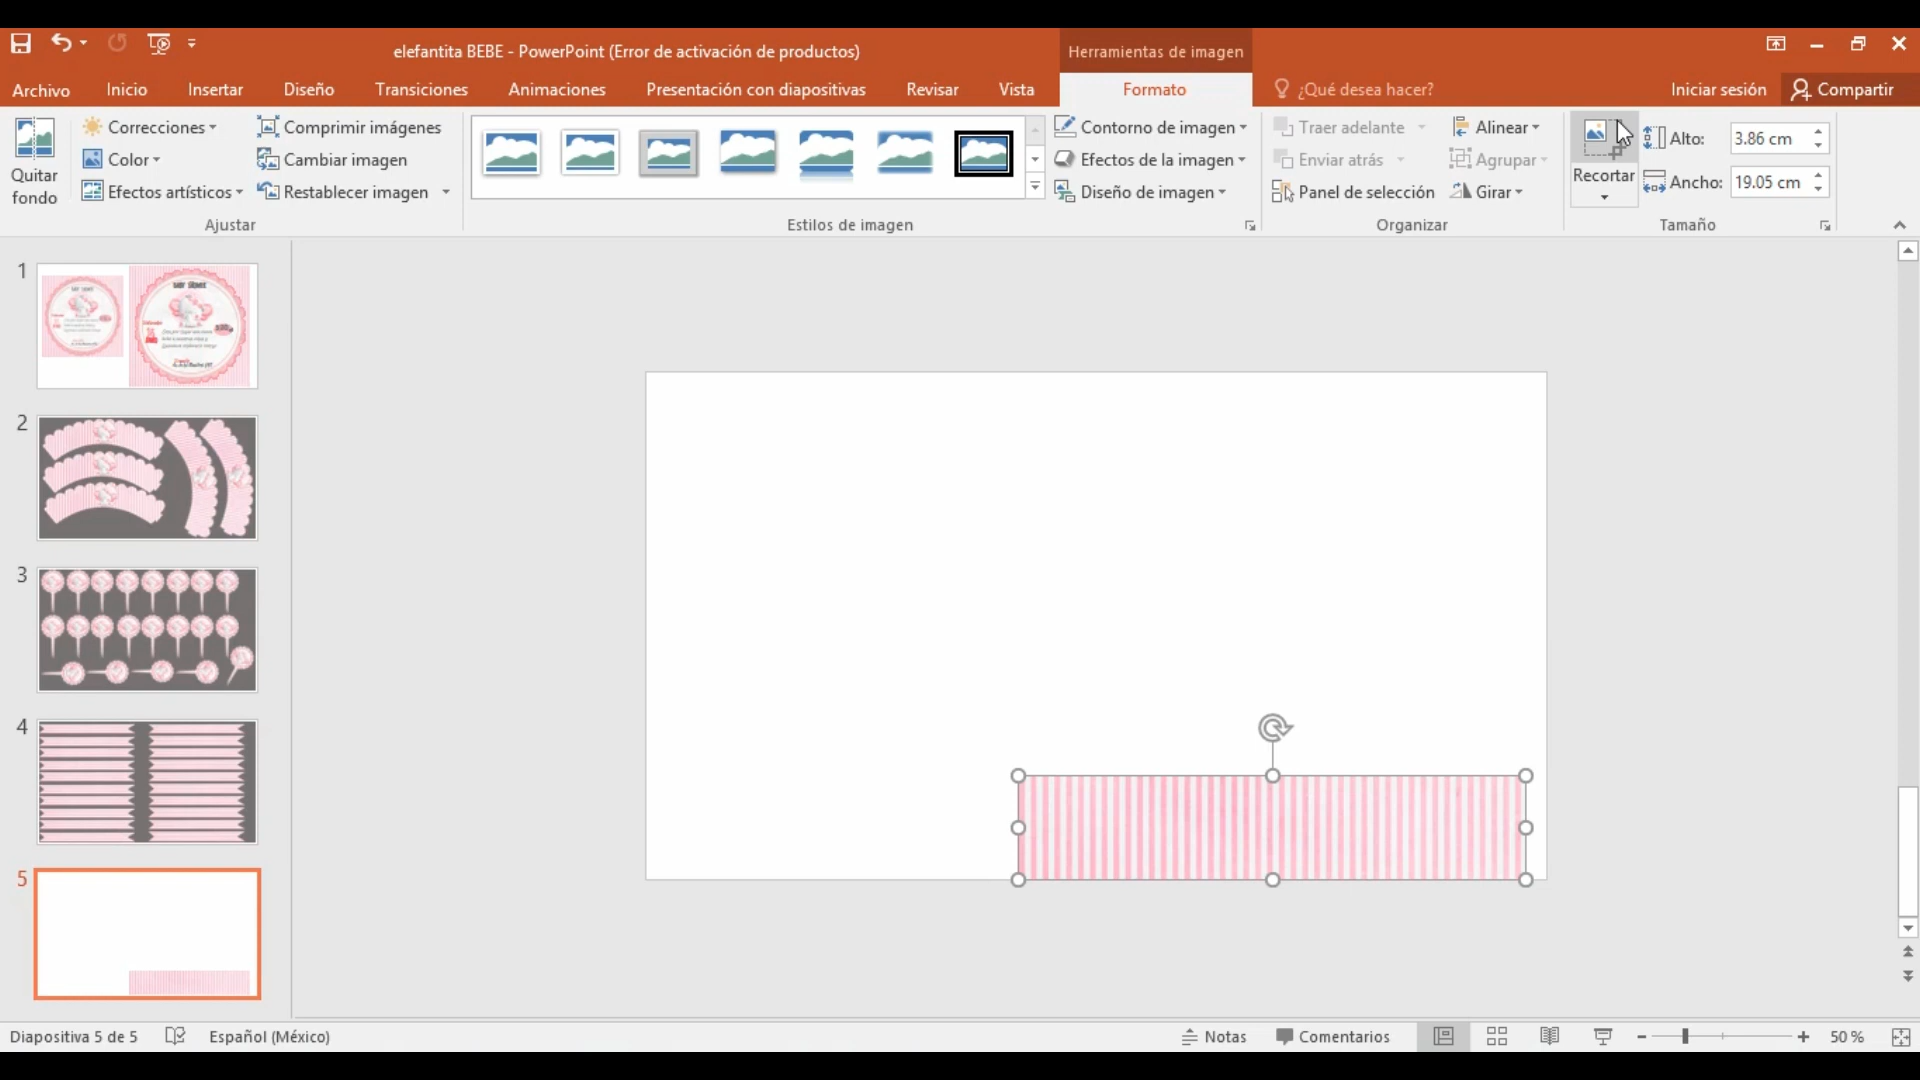 elefantita BEBE - PowerPoint (Error de activación de productos)
Herramientas de imagen
Archivo Inicio Insertar Diseño Transiciones Animaciones Presentación con diapositivas Revisar Vista Formato ¿Qué desea hacer? Iniciar sesión Compartir
Quitar fondo
Correcciones
Color
Efectos artísticos
Comprimir imágenes
Cambiar imagen
Restablecer imagen
Ajustar
Estilos de imagen
Contorno de imagen
Efectos de la imagen
Diseño de imagen
Traer adelante
Enviar atrás
Panel de selección
Alinear
Agrupar
Girar
Organizar
Recortar
Alto: 3.86 cm
Ancho: 19.05 cm
Tamaño
1
BABY SHOWER
2
3
4
5
Diapositiva 5 de 5 Español (México) Notas Comentarios 50 %